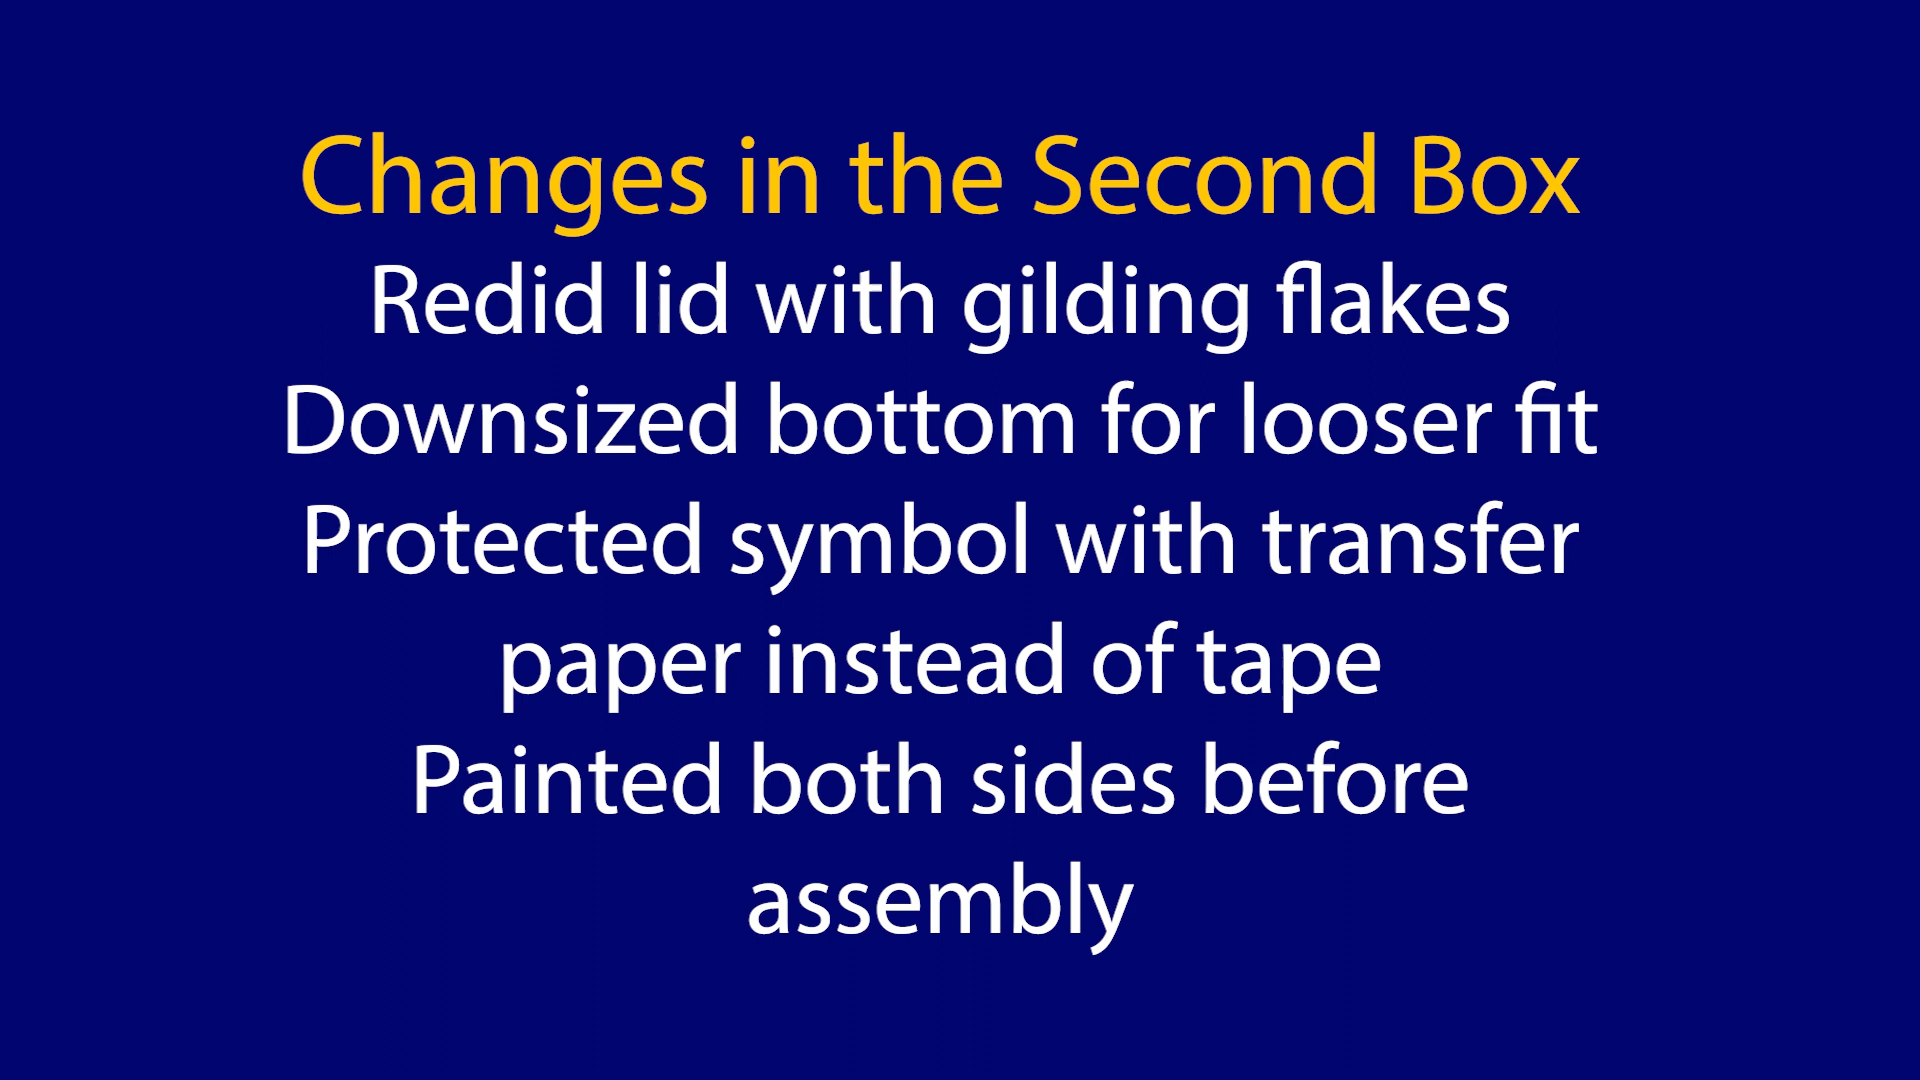 Changes in the Second Box
Redid lid with gilding flakes
Downsized bottom for looser fit
Protected symbol with transfer
paper instead of tape
Painted both sides before
assembly